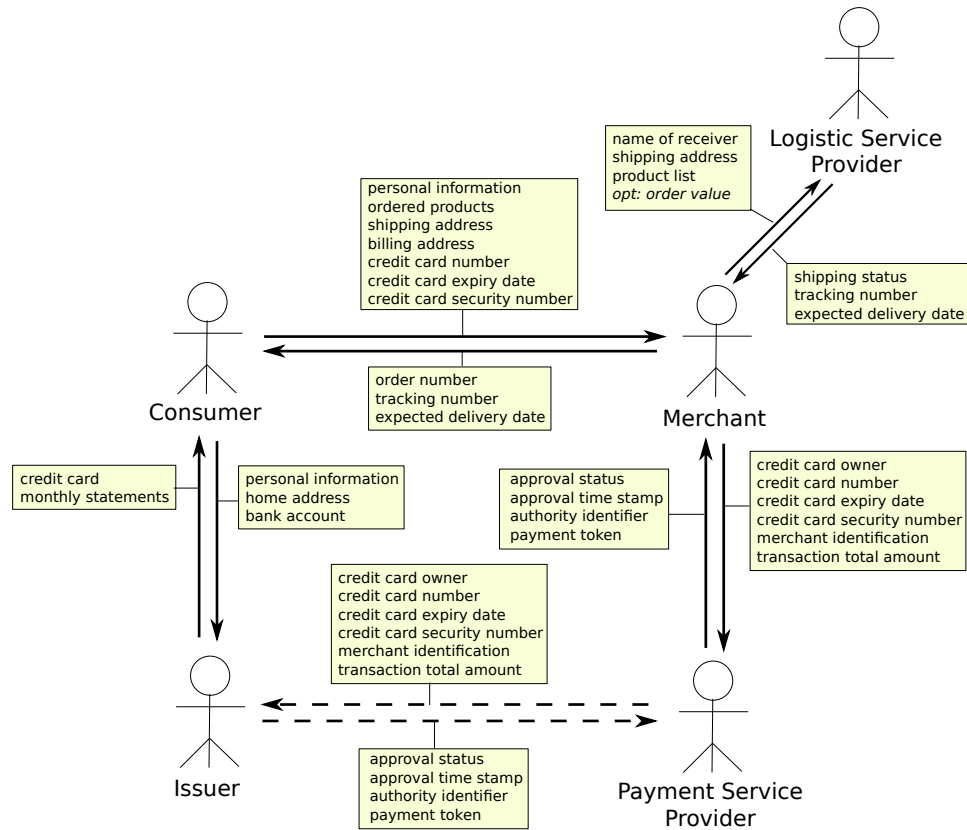 Logistic Service
Provider
name of receiver
shipping address
product list
opt: order value
personal information
ordered products
shipping address
billing address
credit card number
credit card expiry date
credit card security number
shipping status
tracking number
expected delivery date
order number
tracking number
expected delivery date
Consumer
Merchant
credit card
monthly statements
personal information
home address
bank account
approval status
approval time stamp
authority identifier
payment token
credit card owner
credit card number
credit card expiry date
credit card security number
merchant identification
transaction total amount
credit card owner
credit card number
credit card expiry date
credit card security number
merchant identification
transaction total amount
approval status
approval time stamp
authority identifier
payment token
Issuer
Payment Service
Provider